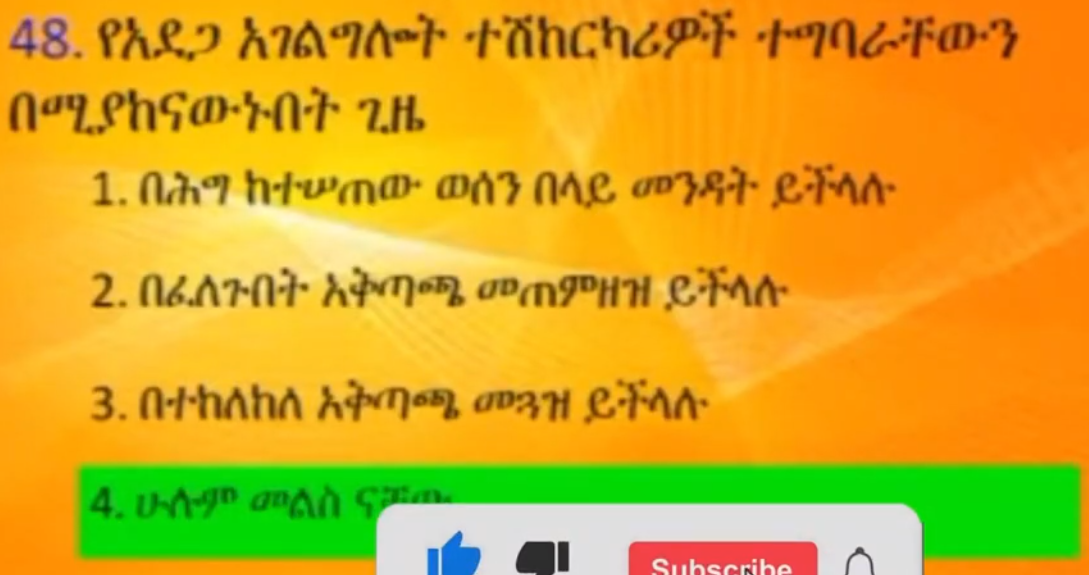 48. የአደጋ አገልግሎት ተሽከርካሪዎች ተግባራቸውን
በሚያከናውኑበት ጊዜ
1. በሕግ ከተሠጠው ወሰን በላይ መንዳት ይችላሉ
2. በፈለጉበት አቅጣጫ መጠምዘዝ ይችላሉ
3. በተከለከለ አቅጣጫ መጓዝ ይችላሉ
4. ሁሉም መልስ
Subscribe